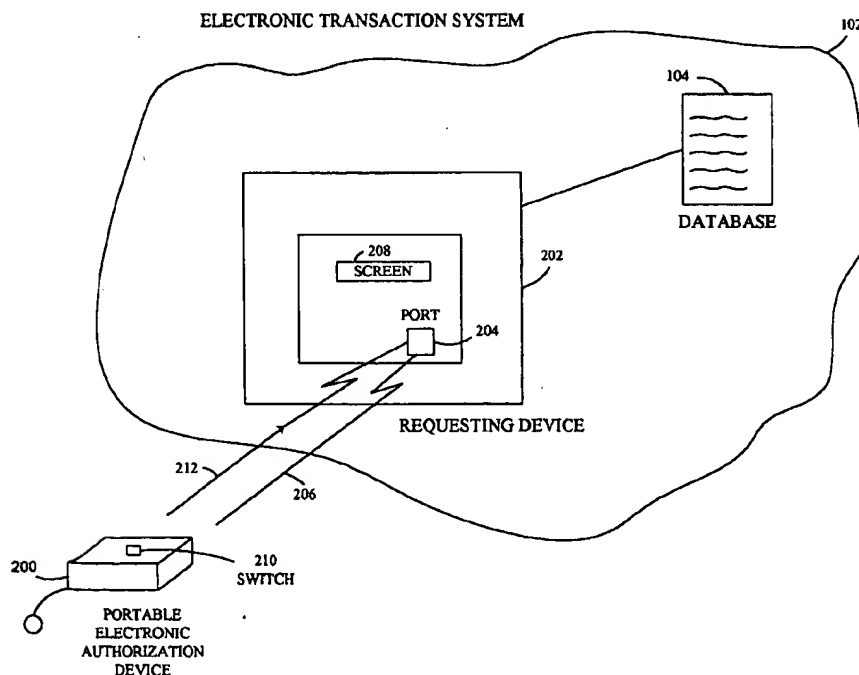 ELECTRONIC TRANSACTION SYSTEM
102
104
DATABASE
208
SCREEN
202
PORT
204
REQUESTING DEVICE
212
206
200
210
SWITCH
PORTABLE
ELECTRONIC
AUTHORIZATION
DEVICE